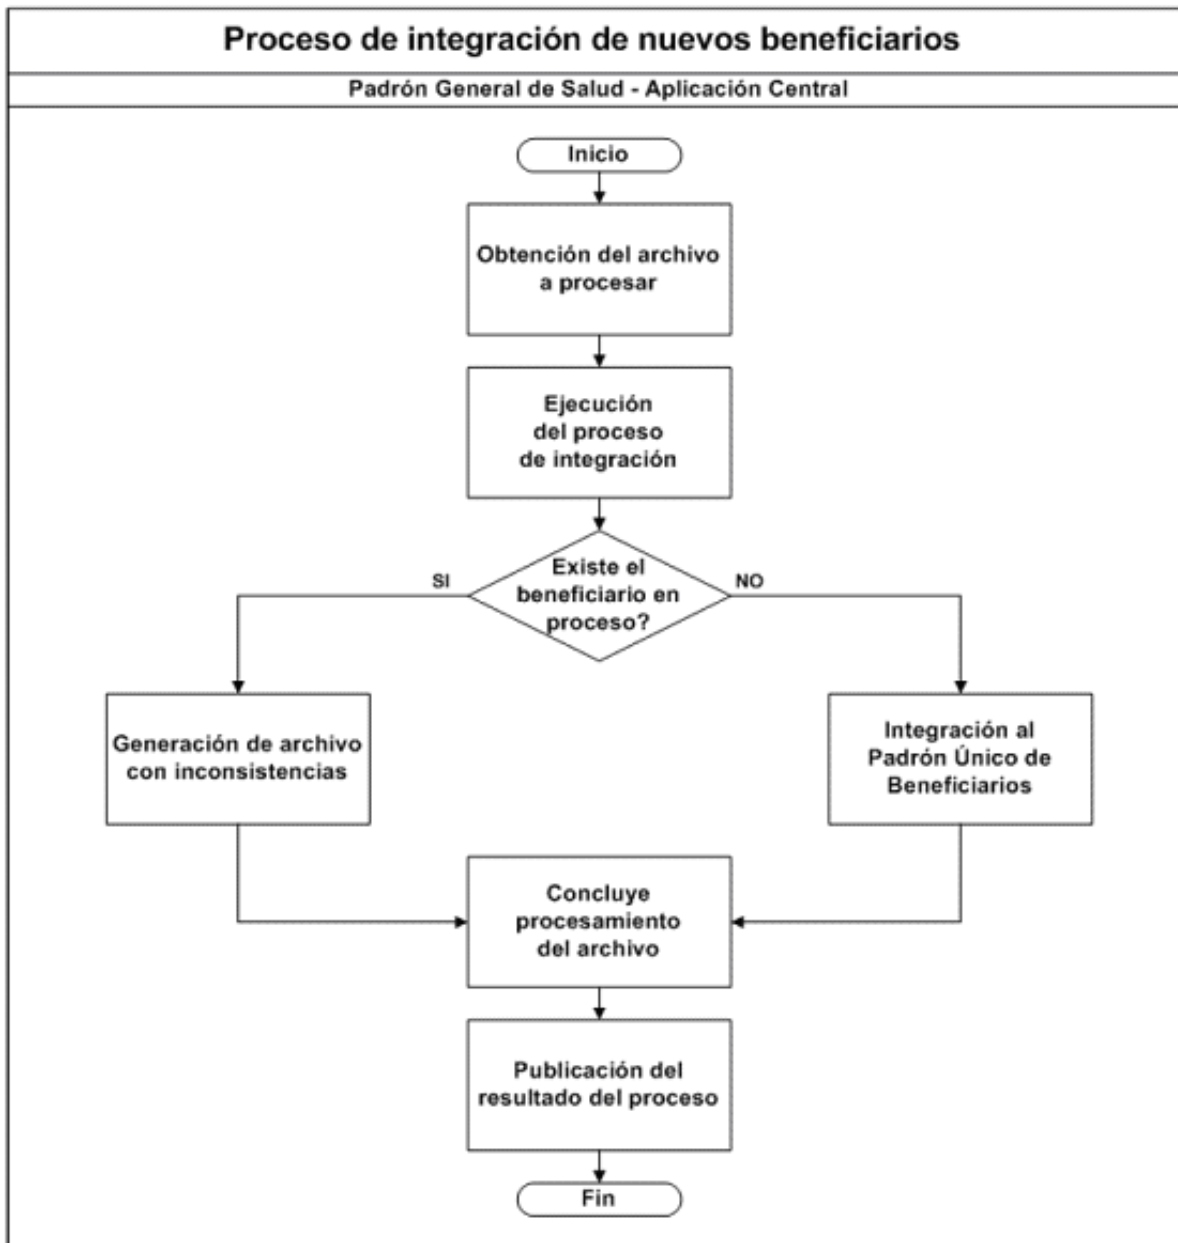 Proceso de integración de nuevos beneficiarios
Padrón General de Salud - Aplicación Central
Inicio
Obtención del archivo
a procesar
Ejecución
del proceso
de integración
Existe el
beneficiario en
proceso?
SI
NO
Generación de archivo
con inconsistencias
Integración al
Padrón Único de
Beneficiarios
Concluye
procesamiento
del archivo
Publicación del
resultado del proceso
Fin